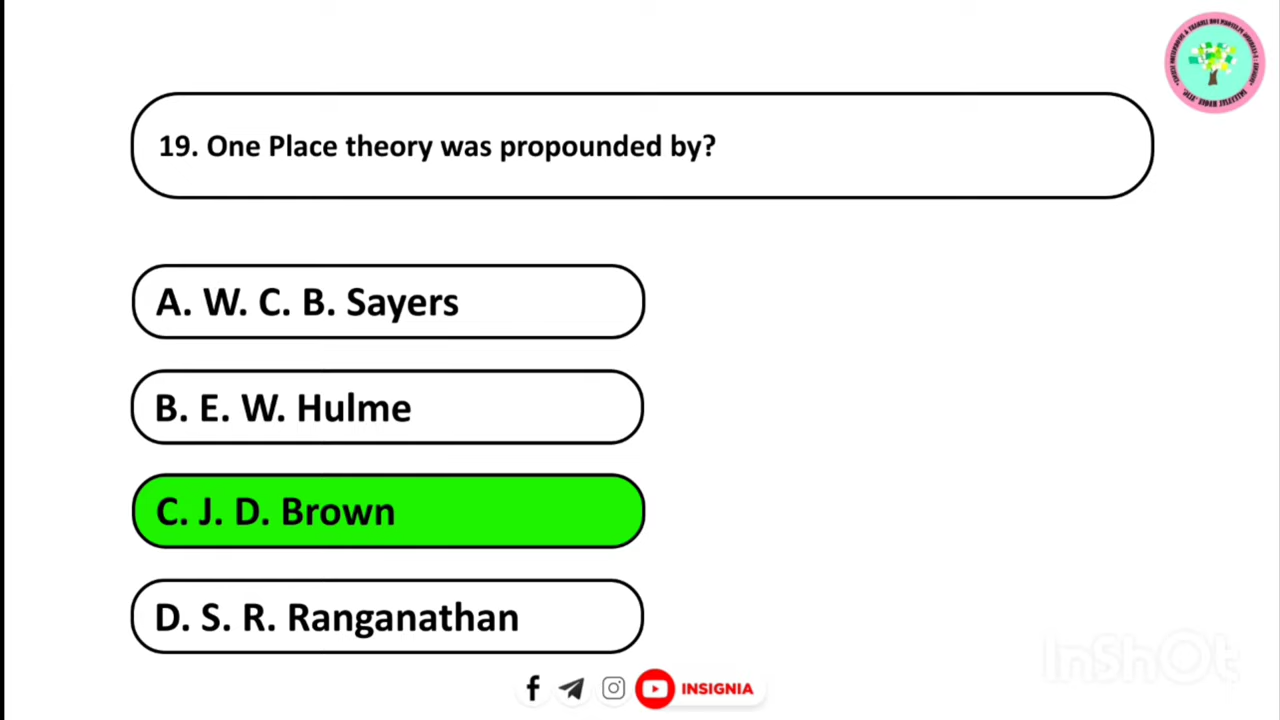 19. One Place theory was propounded by?
A. W. C. B. Sayers
B. E. W. Hulme
C. J. D. Brown
D. S. R. Ranganathan
INSIGNIA
InShOt